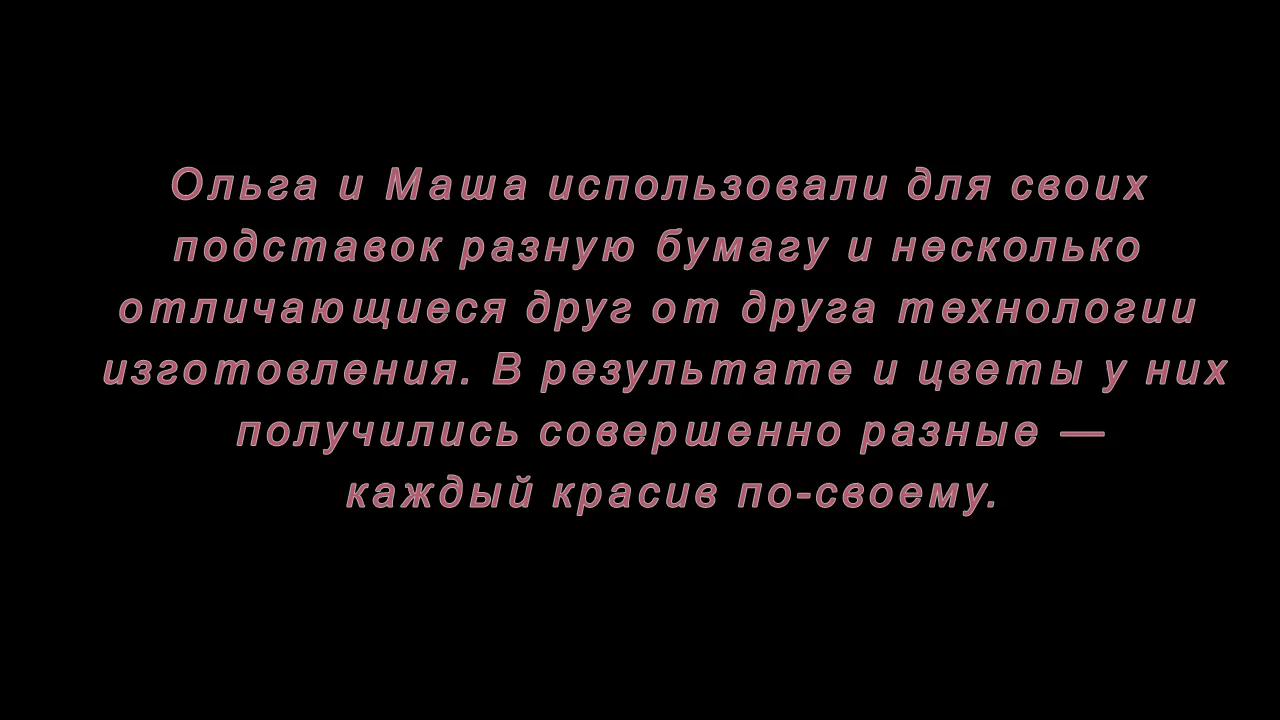 Ольга и Маша использовали для своих
подставок разную бумагу и несколько
отличающиеся друг от друга технологии
изготовления. В результате и цветы у них
получились совершенно разные —
каждый красив по-своему.